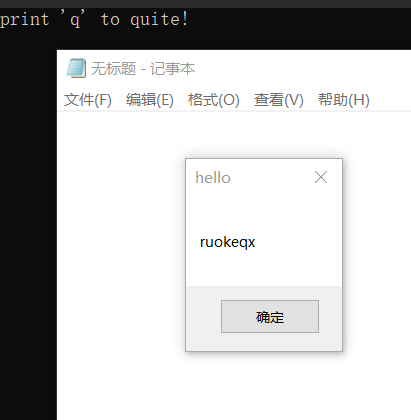 print 'q' to quite!
无标题 - 记事本
文件(F) 编辑(E) 格式(O) 查看(V) 帮助(H)
hello
ruokeqx
确定